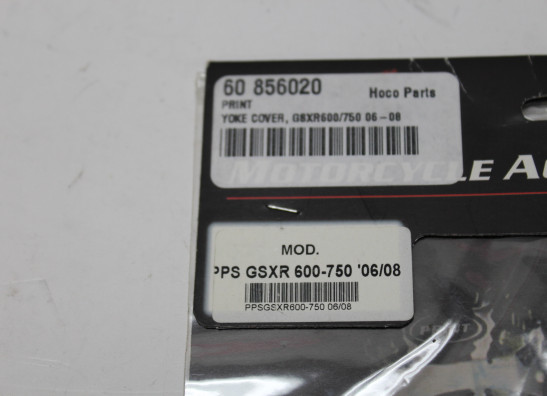 60 856020
Hoco Parts
PRINT
YOKE COVER, GSXR600/750 06-08
MOTORCYCLE
MOD.
PPS GSXR 600-750 '06/08
PPSGSXR600-750 06/08
PRINT